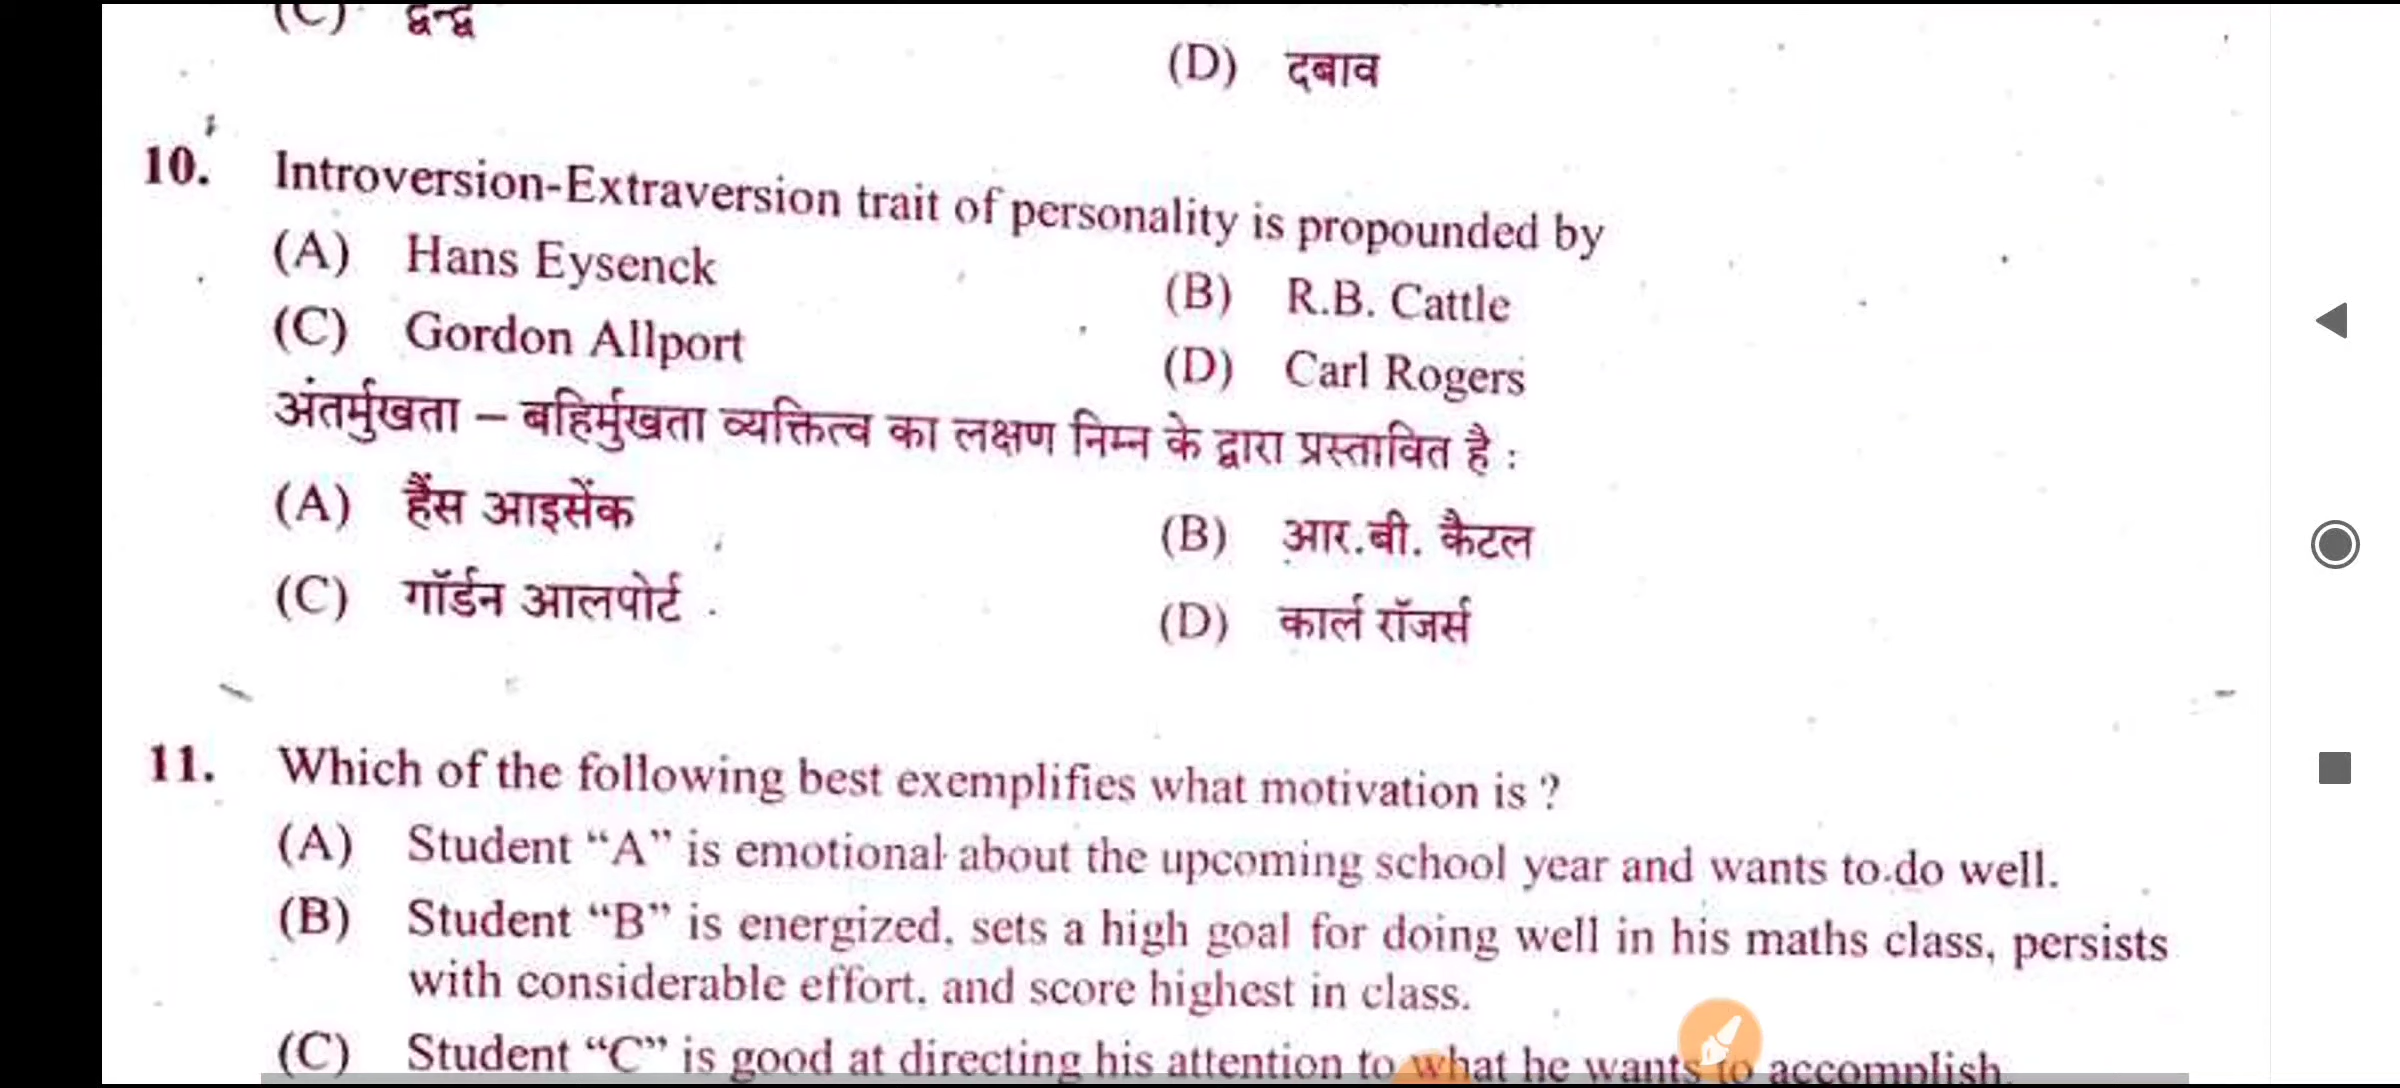 (C) द्वन्द्व
(D) दबाव
10. Introversion-Extraversion trait of personality is propounded by
(A) Hans Eysenck
(B) R.B. Cattle
(C) Gordon Allport
(D) Carl Rogers
अंतर्मुखता – बहिर्मुखता व्यक्तित्व का लक्षण निम्न के द्वारा प्रस्तावित है :
(A) हैंस आइसेंक
(B) आर.बी. कैटल
(C) गॉर्डन आलपोर्ट
(D) कार्ल रॉजर्स
11. Which of the following best exemplifies what motivation is ?
(A) Student “A” is emotional about the upcoming school year and wants to do well.
(B) Student “B” is energized, sets a high goal for doing well in his maths class, persists
with considerable effort, and score highest in class.
(C) Student “C” is good at directing his attention to what he wants to accomplish.